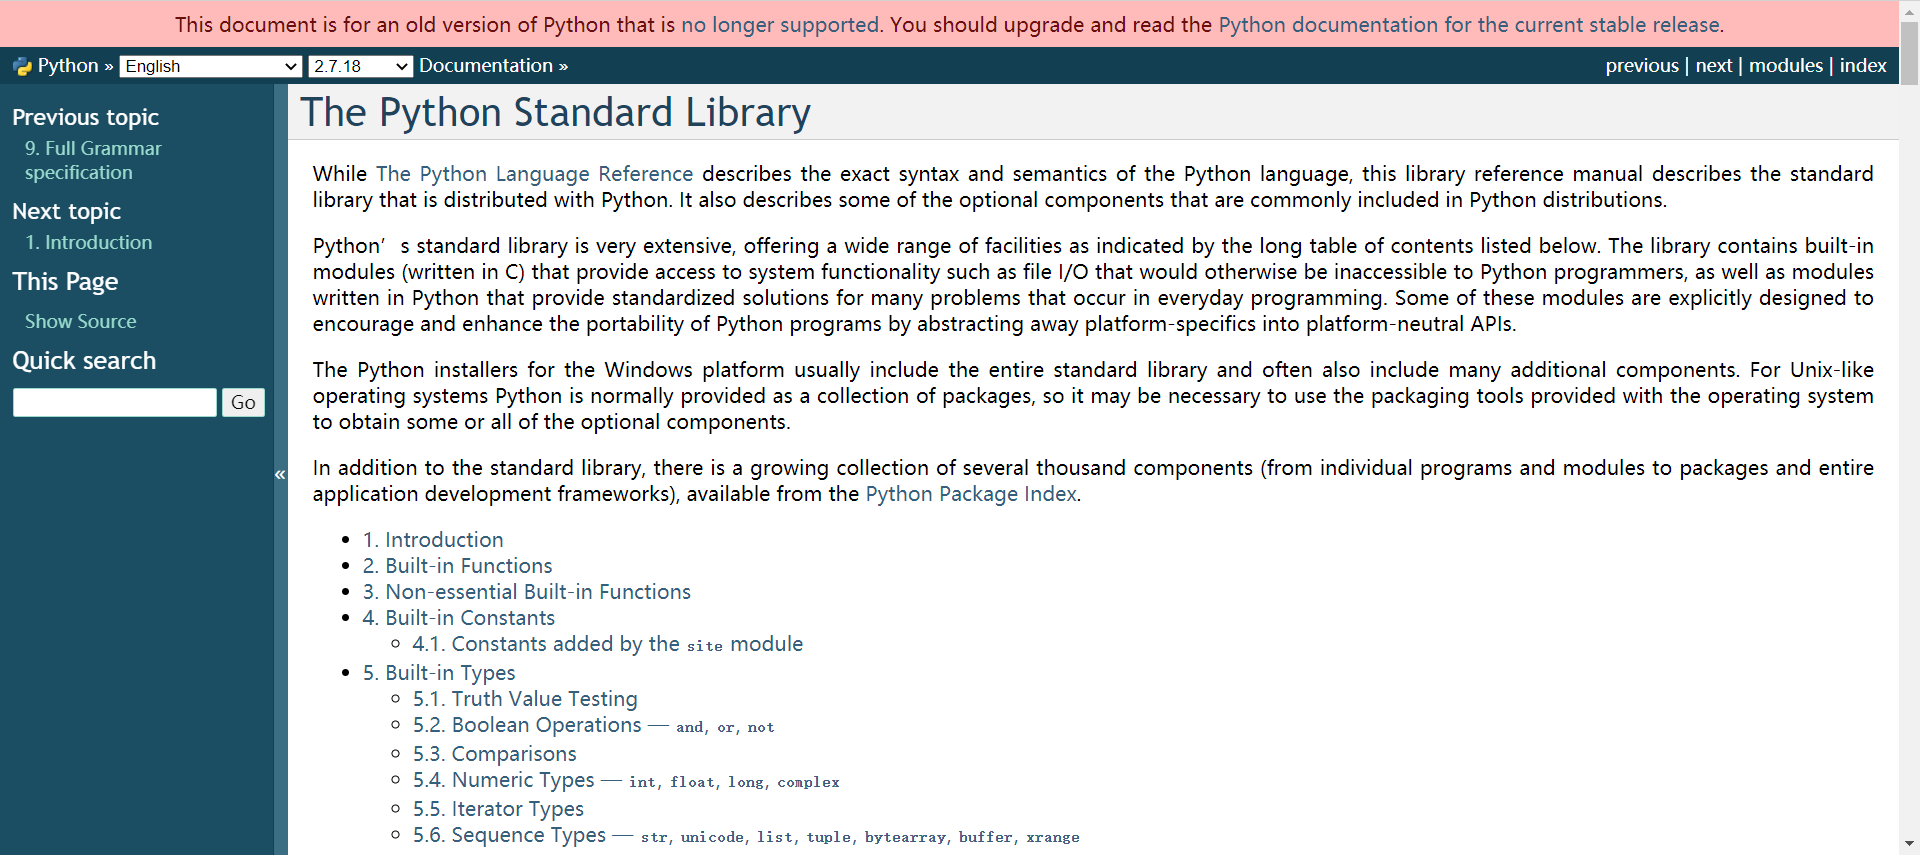 This document is for an old version of Python that is no longer supported. You should upgrade and read the Python documentation for the current stable release.
Python » English 2.7.18 Documentation »
previous | next | modules | index
Previous topic
9. Full Grammar
specification
Next topic
1. Introduction
This Page
Show Source
Quick search
Go
«
The Python Standard Library
While The Python Language Reference describes the exact syntax and semantics of the Python language, this library reference manual describes the standard
library that is distributed with Python. It also describes some of the optional components that are commonly included in Python distributions.
Python’s standard library is very extensive, offering a wide range of facilities as indicated by the long table of contents listed below. The library contains built-in
modules (written in C) that provide access to system functionality such as file I/O that would otherwise be inaccessible to Python programmers, as well as modules
written in Python that provide standardized solutions for many problems that occur in everyday programming. Some of these modules are explicitly designed to
encourage and enhance the portability of Python programs by abstracting away platform-specifics into platform-neutral APIs.
The Python installers for the Windows platform usually include the entire standard library and often also include many additional components. For Unix-like
operating systems Python is normally provided as a collection of packages, so it may be necessary to use the packaging tools provided with the operating system
to obtain some or all of the optional components.
In addition to the standard library, there is a growing collection of several thousand components (from individual programs and modules to packages and entire
application development frameworks), available from the Python Package Index.
1. Introduction
2. Built-in Functions
3. Non-essential Built-in Functions
4. Built-in Constants
4.1. Constants added by the site module
5. Built-in Types
5.1. Truth Value Testing
5.2. Boolean Operations — and, or, not
5.3. Comparisons
5.4. Numeric Types — int, float, long, complex
5.5. Iterator Types
5.6. Sequence Types — str, unicode, list, tuple, bytearray, buffer, xrange